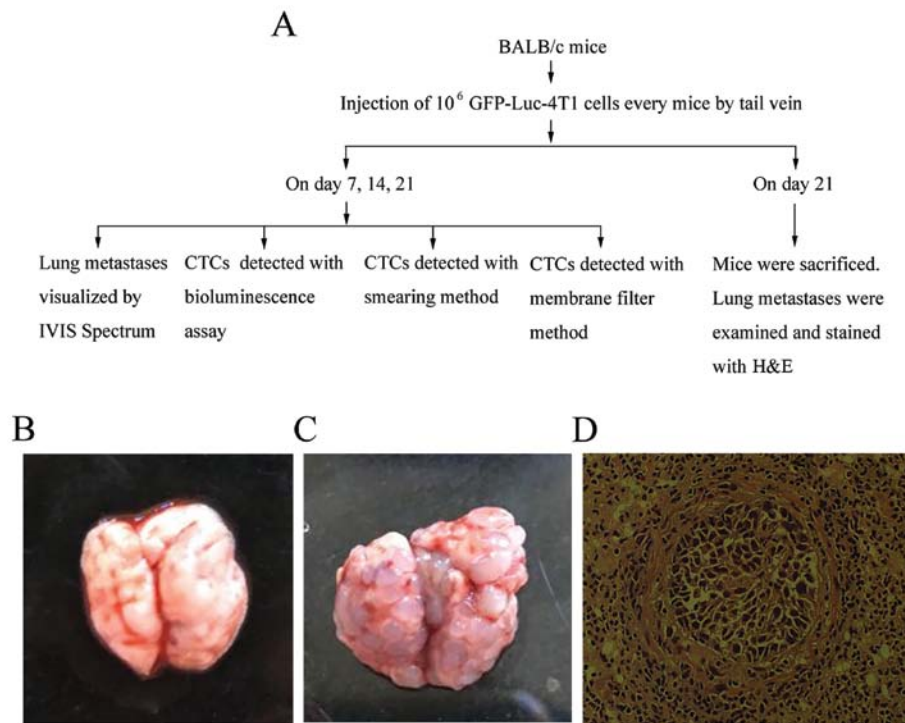 A
BALB/c mice
Injection of 10⁶ GFP-Luc-4T1 cells every mice by tail vein
On day 7, 14, 21
On day 21
Lung metastases
visualized by
IVIS Spectrum
CTCs detected with
bioluminescence
assay
CTCs detected with
smearing method
CTCs detected with
membrane filter
method
Mice were sacrificed.
Lung metastases were
examined and stained
with H&E
B
C
D